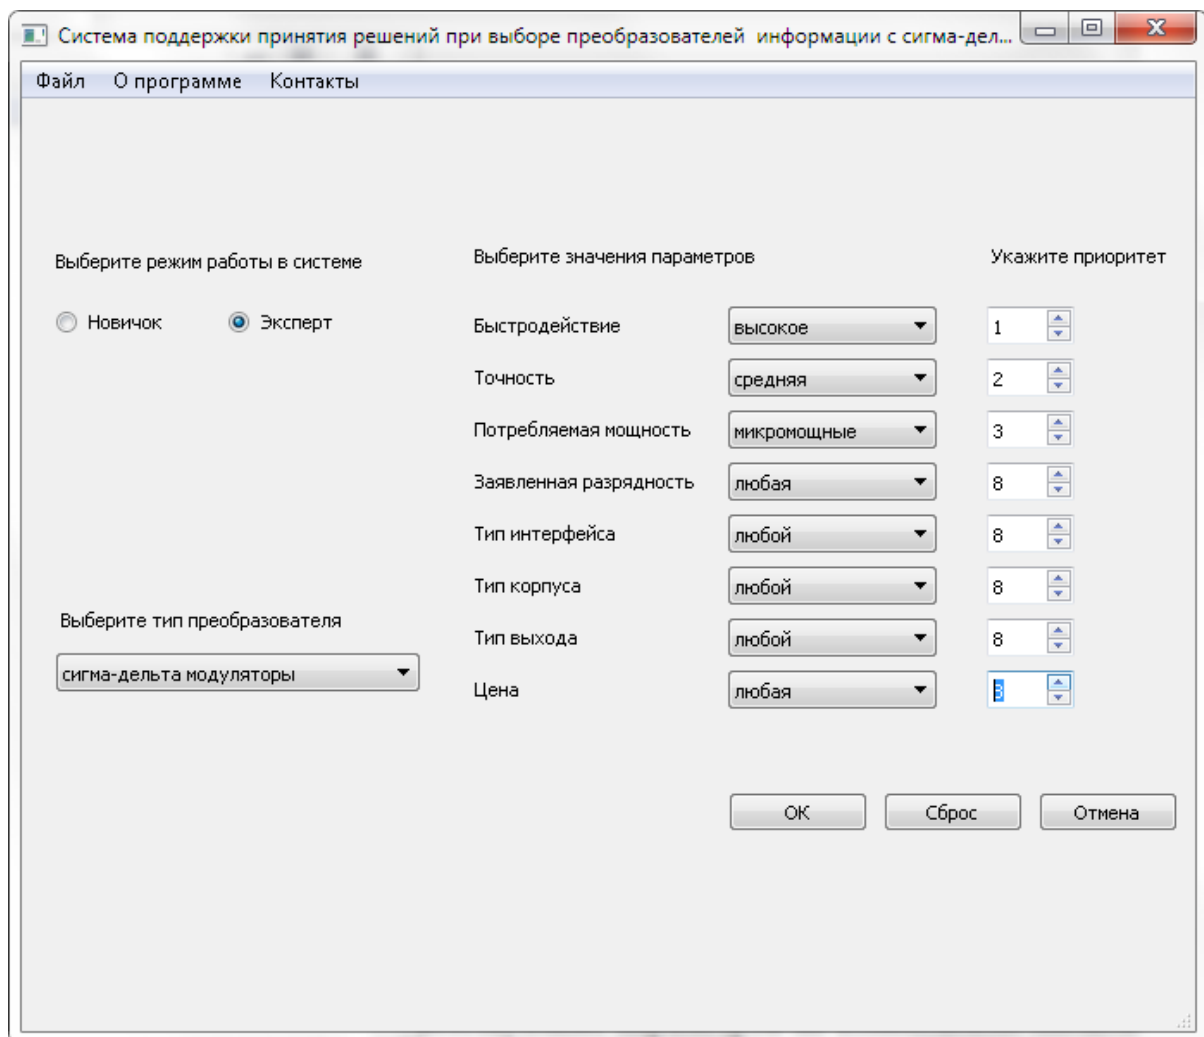 Система поддержки принятия решений при выборе преобразователей информации с сигма-дел...
Файл О программе Контакты
Выберите режим работы в системе
Новичок Эксперт
Выберите тип преобразователя
сигма-дельта модуляторы
Выберите значения параметров Укажите приоритет
Быстродействие высокое 1
Точность средняя 2
Потребляемая мощность микромощные 3
Заявленная разрядность любая 8
Тип интерфейса любой 8
Тип корпуса любой 8
Тип выхода любой 8
Цена любая 3
ОК Сброс Отмена